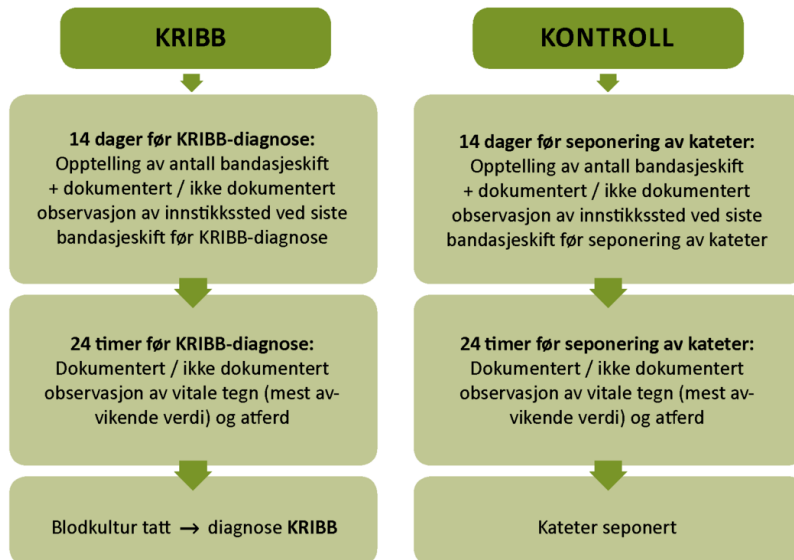 KRIBB
14 dager før KRIBB-diagnose:
Opptelling av antall bandasjeskift
+ dokumentert / ikke dokumentert
observasjon av innstikkssted ved siste
bandasjeskift før KRIBB-diagnose
24 timer før KRIBB-diagnose:
Dokumentert / ikke dokumentert
observasjon av vitale tegn (mest av-
vikende verdi) og atferd
Blodkultur tatt → diagnose KRIBB
KONTROLL
14 dager før seponering av kateter:
Opptelling av antall bandasjeskift
+ dokumentert / ikke dokumentert
observasjon av innstikkssted ved siste
bandasjeskift før seponering av kateter
24 timer før seponering av kateter:
Dokumentert / ikke dokumentert
observasjon av vitale tegn (mest av-
vikende verdi) og atferd
Kateter seponert